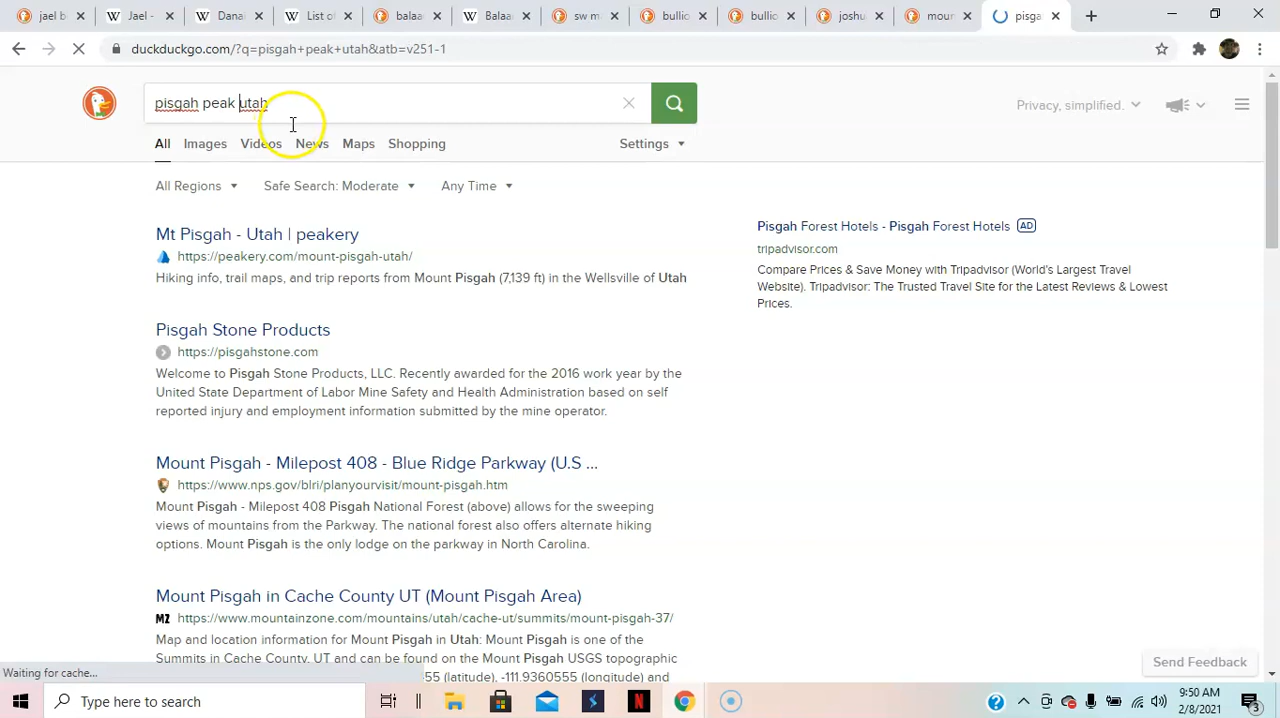 jael b
Jael -
Danai
List o
balaa
Balaa
sw m
bullio
bullio
joshu
moun
pisga
duckduckgo.com/?q=pisgah+peak+utah&atb=v251-1
pisgah peak utah
Privacy, simplified.
All Images Videos News Maps Shopping Settings
All Regions Safe Search: Moderate Any Time
Mt Pisgah - Utah | peakery
https://peakery.com/mount-pisgah-utah/
Hiking info, trail maps, and trip reports from Mount Pisgah (7,139 ft) in the Wellsville of Utah
Pisgah Forest Hotels - Pisgah Forest Hotels AD
tripadvisor.com
Compare Prices & Save Money with Tripadvisor (World's Largest Travel
Website). Tripadvisor: The Trusted Travel Site for the Latest Reviews & Lowest
Prices.
Pisgah Stone Products
https://pisgahstone.com
Welcome to Pisgah Stone Products, LLC. Recently awarded for the 2016 work year by the
United State Department of Labor Mine Safety and Health Administration based on self
reported injury and employment information submitted by the mine operator.
Mount Pisgah - Milepost 408 - Blue Ridge Parkway (U.S ...
https://www.nps.gov/blri/planyourvisit/mount-pisgah.htm
Mount Pisgah - Milepost 408 Pisgah National Forest (above) allows for the sweeping
views of mountains from the Parkway. The national forest also offers alternate hiking
options. Mount Pisgah is the only lodge on the parkway in North Carolina.
Mount Pisgah in Cache County UT (Mount Pisgah Area)
MZ https://www.mountainzone.com/mountains/utah/cache-ut/summits/mount-pisgah-37/
Map and location information for Mount Pisgah in Utah: Mount Pisgah is one of the
Summits in Cache County, UT and can be found on the Mount Pisgah USGS topographic
55 (latitude), -111.9360555 (longitude) and
Waiting for cache...
Send Feedback
Type here to search
9:50 AM
2/8/2021
3